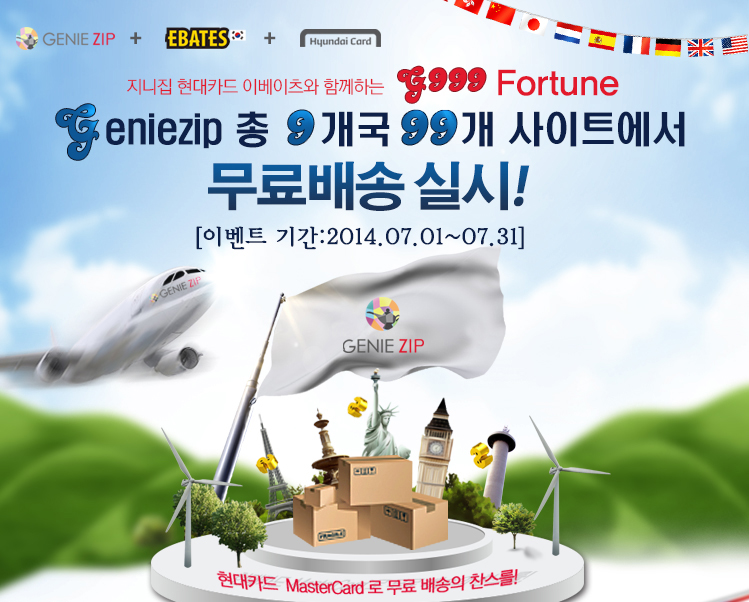 GENIE ZIP + EBATES + Hyundai Card
지니집 현대카드 이베이츠와 함께하는 G999 Fortune
Geniezip 총 9개국 99개 사이트에서
무료배송 실시!
[이벤트 기간:2014.07.01~07.31]
GENIE ZIP
GENIE ZIP
FRAGILE
현대카드 MasterCard로 무료 배송의 찬스를!